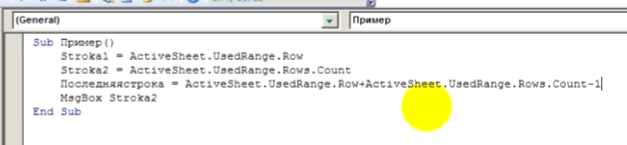 (General)
Пример
Sub Пример()
Stroka1 = ActiveSheet.UsedRange.Row
Stroka2 = ActiveSheet.UsedRange.Rows.Count
Последняястрока = ActiveSheet.UsedRange.Row+ActiveSheet.UsedRange.Rows.Count-1
MsgBox Stroka2
End Sub